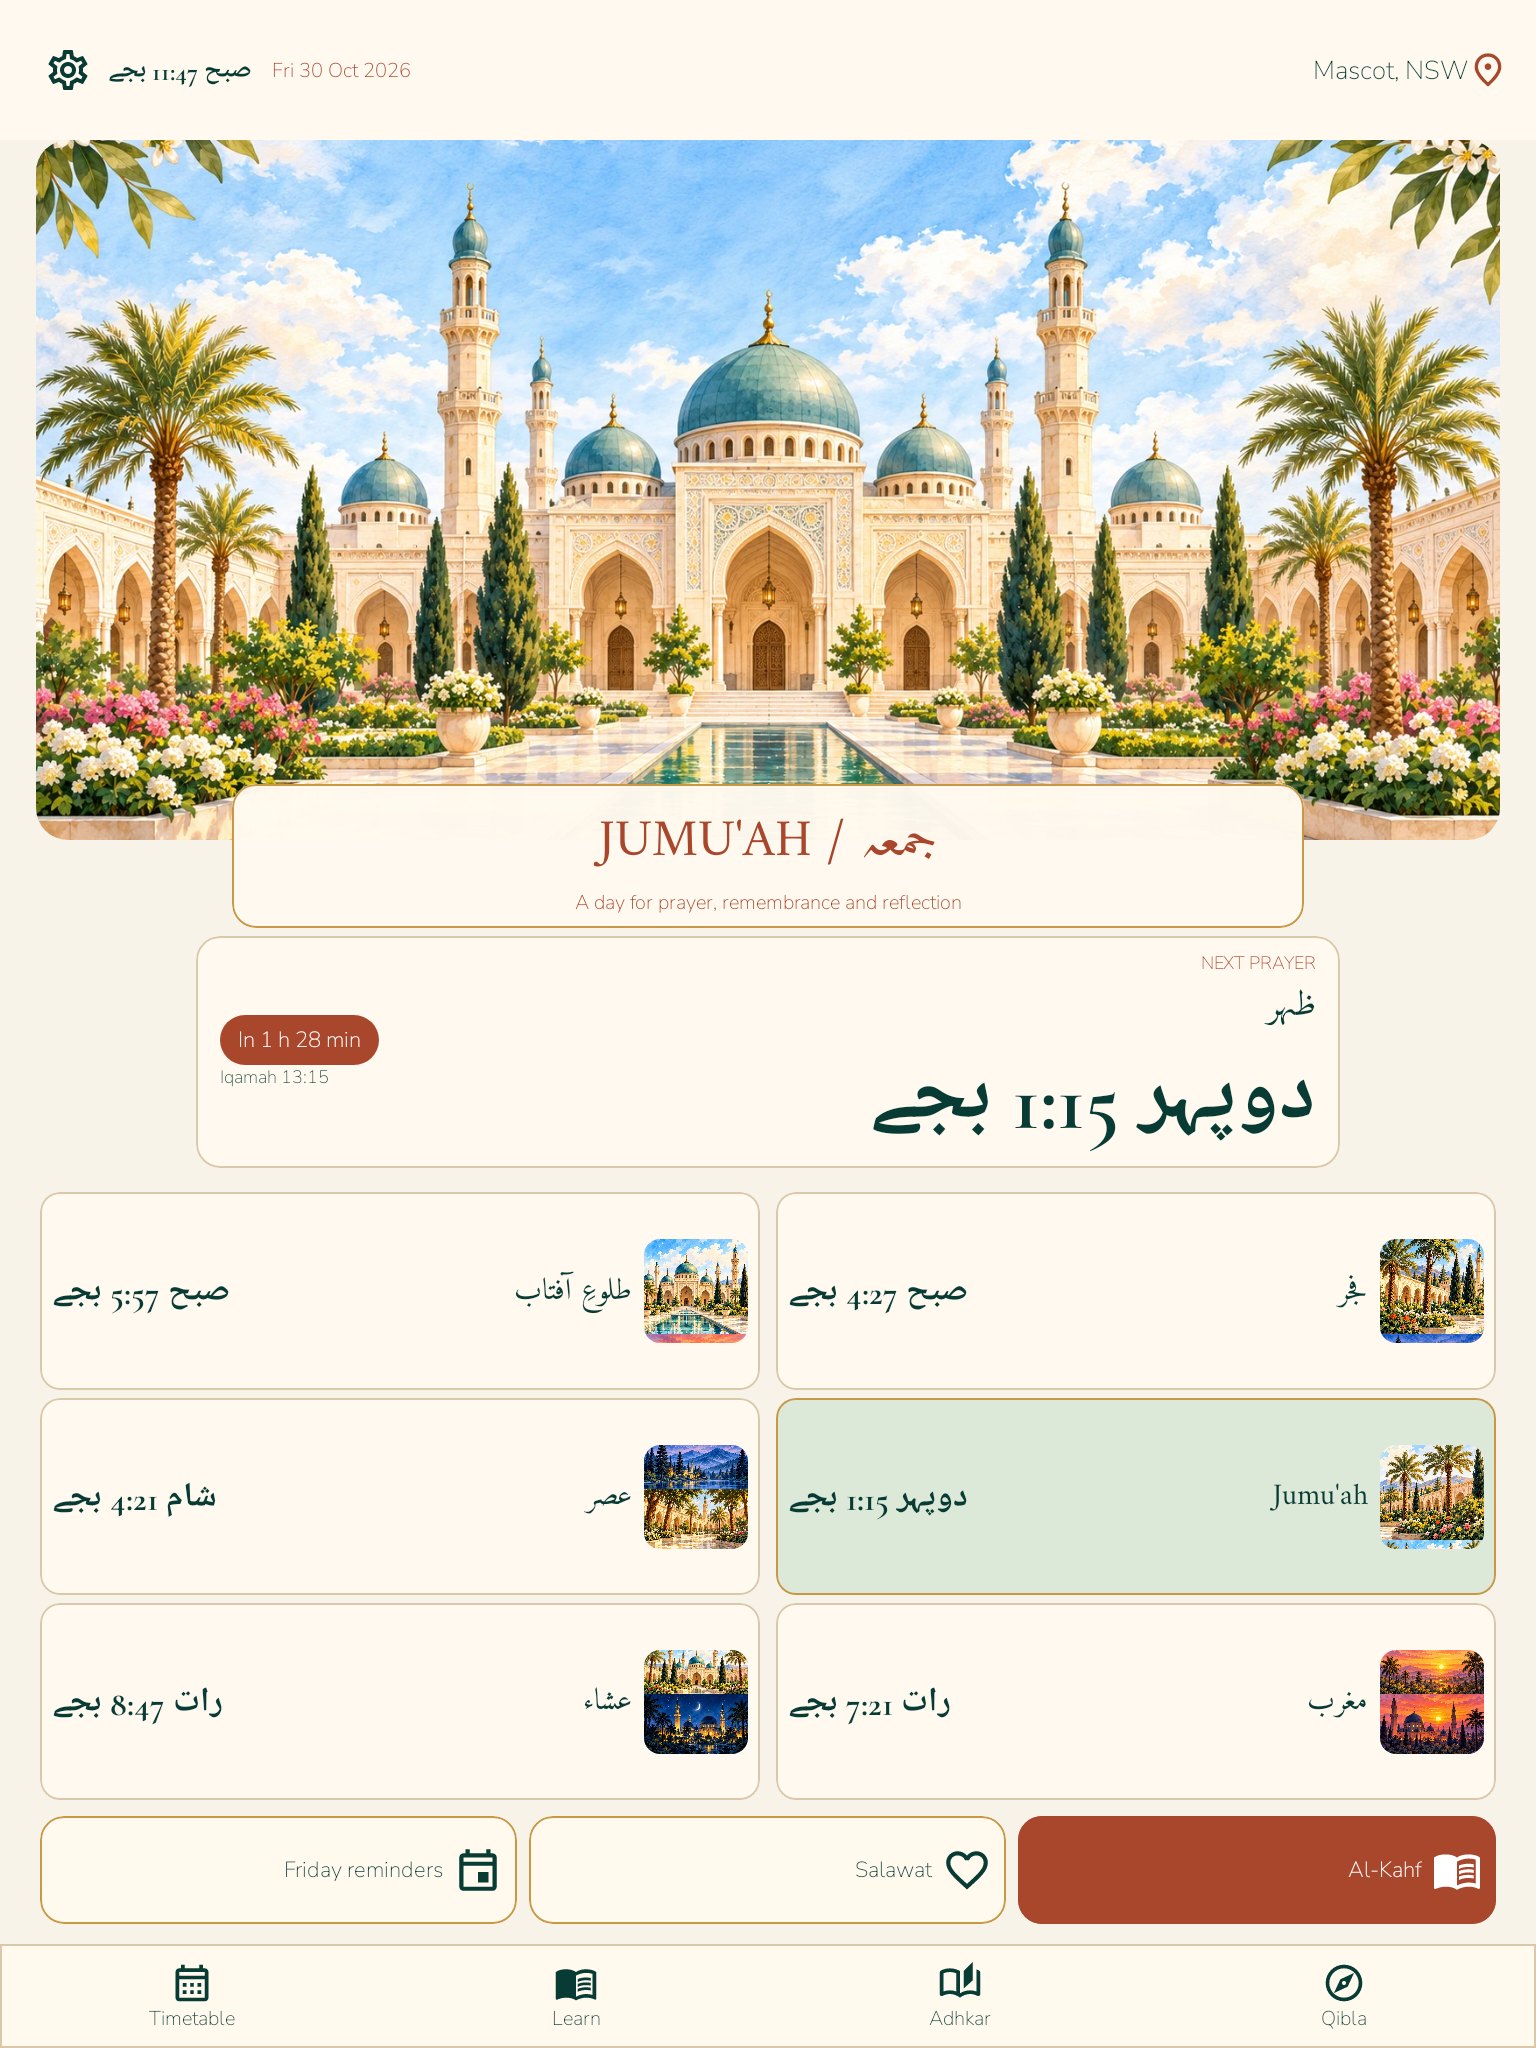 صبح 11:47 بجے
Fri 30 Oct 2026
Mascot, NSW
JUMU'AH / جمعہ
A day for prayer, remembrance and reflection
NEXT PRAYER
ظہر
دوپہر 1:15 بجے
In 1 h 28 min
Iqamah 13:15
فجر
صبح 4:27 بجے
طلوعِ آفتاب
صبح 5:57 بجے
Jumu'ah
دوپہر 1:15 بجے
عصر
شام 4:21 بجے
مغرب
رات 7:21 بجے
عشاء
رات 8:47 بجے
Al-Kahf
Salawat
Friday reminders
Timetable
Learn
Adhkar
Qibla